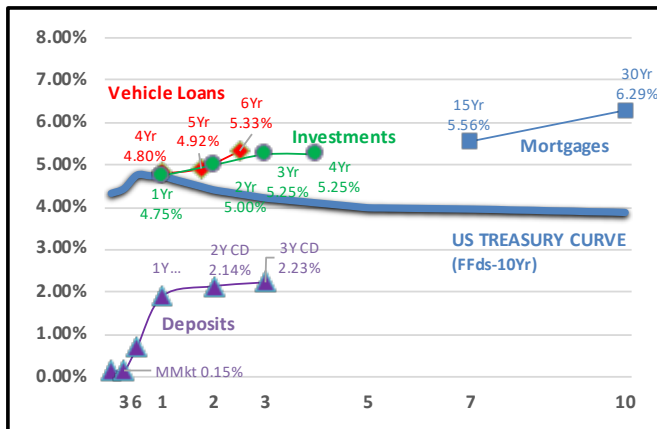 8.00%
7.00%
6.00%
5.00%
4.00%
3.00%
2.00%
1.00%
0.00%
Vehicle Loans
4Yr
4.80%
5Yr
4.92%
6Yr
5.33%
Investments
1Yr
4.75%
2Yr
5.00%
3Yr
5.25%
4Yr
5.25%
15Yr
5.56%
30Yr
6.29%
Mortgages
US TREASURY CURVE
(FFds-10Yr)
1Y...
2Y CD
2.14%
3Y CD
2.23%
Deposits
MMkt 0.15%
3 6 1 2 3 5 7 10